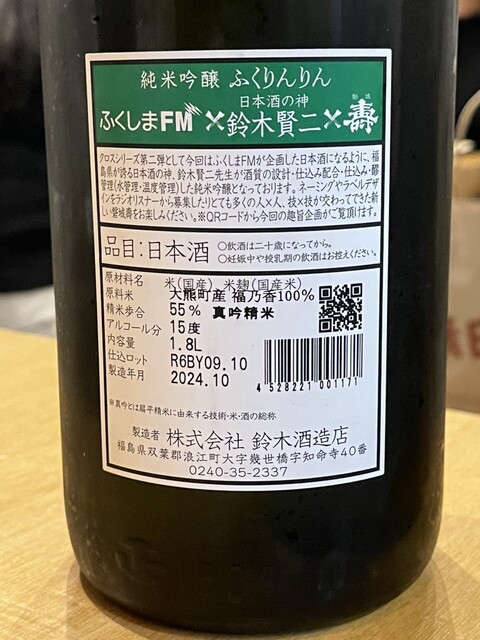 純米吟醸 ふくりんりん
日本酒の神
ふくしまFM×鈴木賢二×壽
クロスシリーズ第二弾として今回はふくしまFMが企画した日本酒になるように、福
島県が誇る日本酒の神、鈴木賢二先生が酒質の設計・仕込み配合・仕込み・醪
管理(水管理・温度管理)した純米吟醸となっております。ネーミングやラベルデザ
インをラジオリスナーから募集したりととても多くの人×人、技×技が交わってできた新
しい磐城壽をお楽しみください。※QRコードから今回の趣旨企画がご覧頂けます。
品目:日本酒
○飲酒は二十歳になってから。
○妊娠中や授乳期の飲酒はお控えください。
原材料名 米(国産) 米麹(国産米)
原料米 大熊町産 福乃香100%
精米歩合 55% 真吟精米
アルコール分 15度
内容量 1.8L
仕込ロット R6BY09.10
製造年月 2024.10
4 528221 001171
※真吟とは扁平精米に由来する技術・米・酒の総称
製造者 株式会社 鈴木酒造店
福島県双葉郡浪江町大字幾世橋字知命寺40番
0240-35-2337